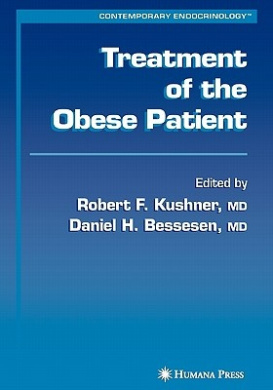 CONTEMPORARY ENDOCRINOLOGY™
Treatment
of the
Obese Patient
Edited by
Robert F. Kushner, MD
Daniel H. Bessesen, MD
HUMANA PRESS